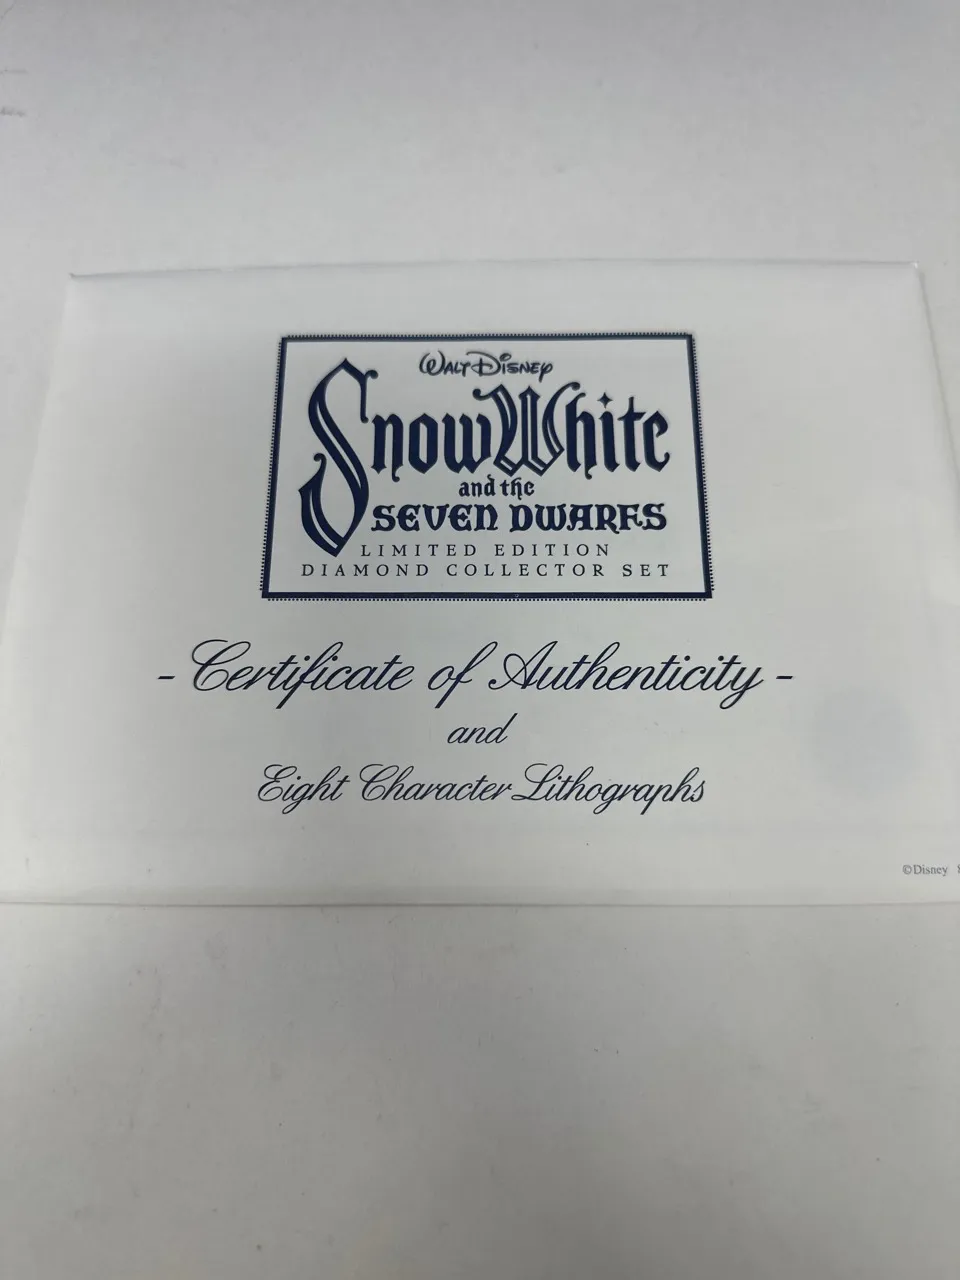 Walt Disney
Snow White
and the
SEVEN DWARFS
LIMITED EDITION
DIAMOND COLLECTOR SET
- Certificate of Authenticity -
and
Eight Character Lithographs
©Disney